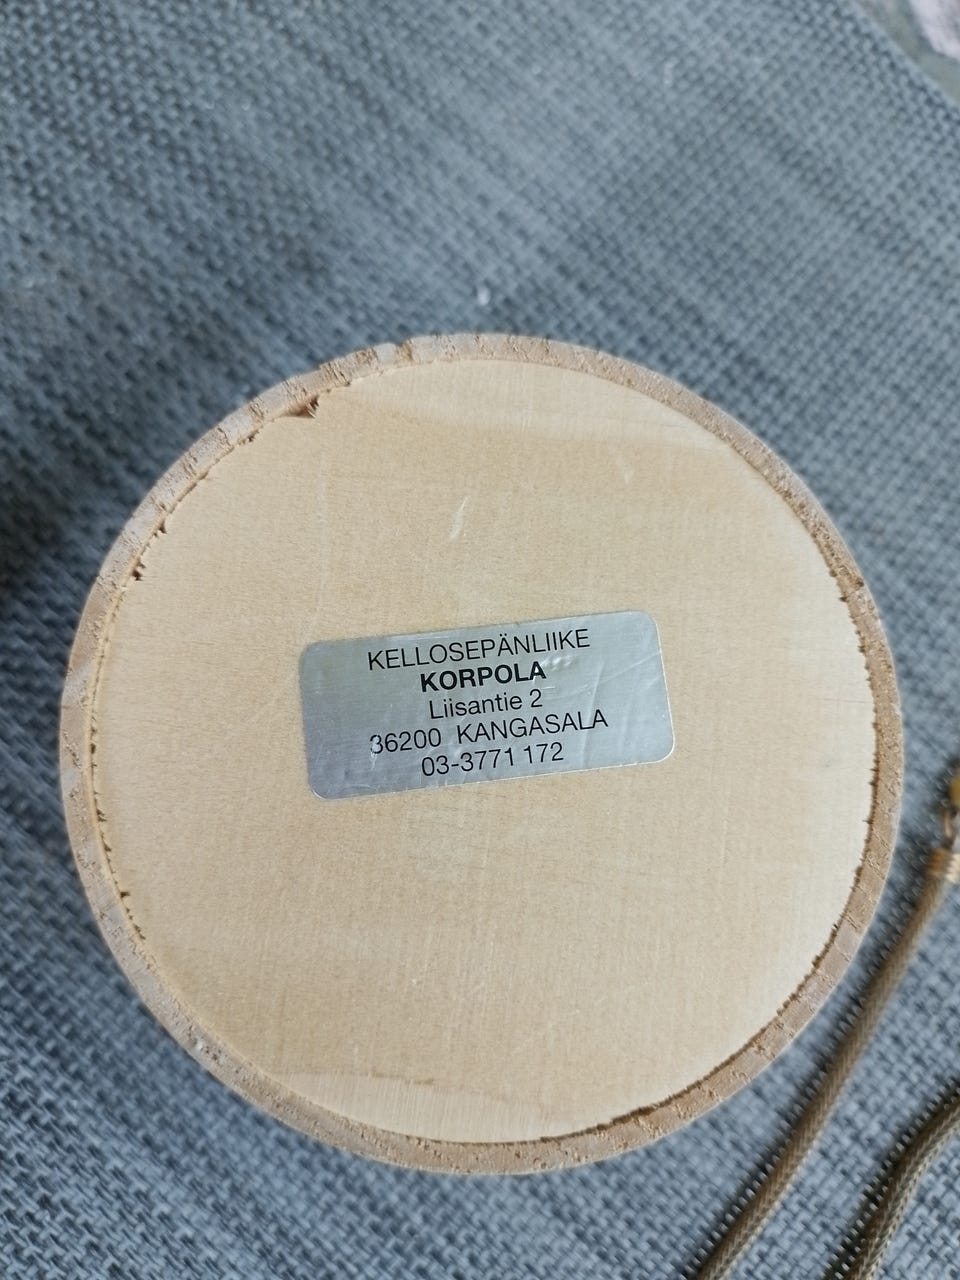 KELLOSEPÄNLIIKE
KORPOLA
Liisantie 2
36200 KANGASALA
03-3771 172